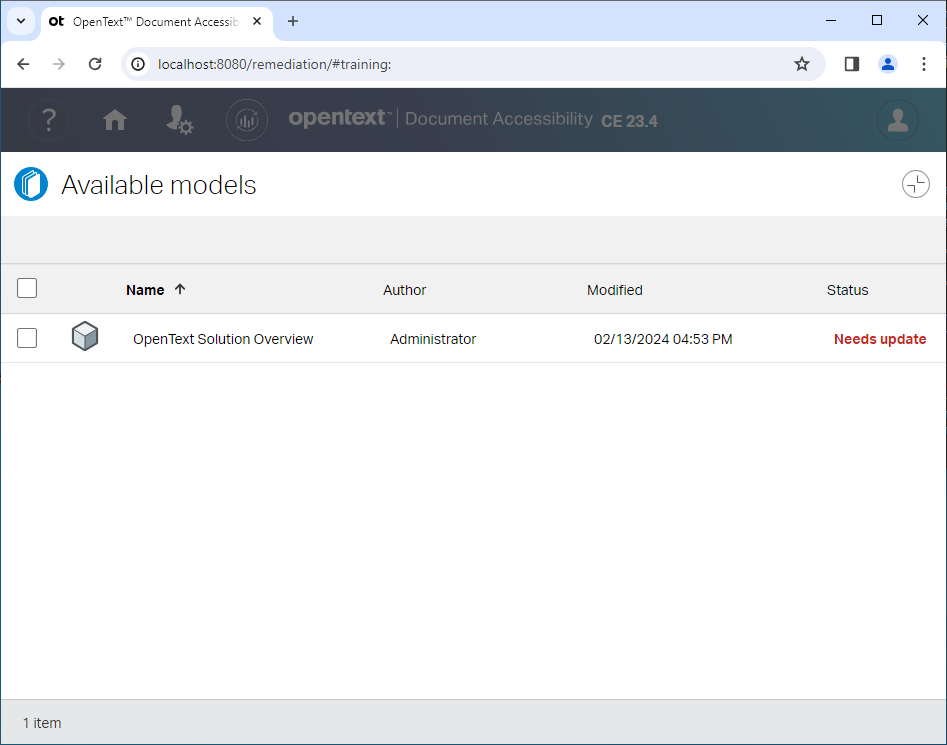 ot OpenText™ Document Accessib
localhost:8080/remediation/#training:
? opentext™ | Document Accessibility CE 23.4
Available models
Name Author Modified Status
OpenText Solution Overview Administrator 02/13/2024 04:53 PM Needs update
1 item